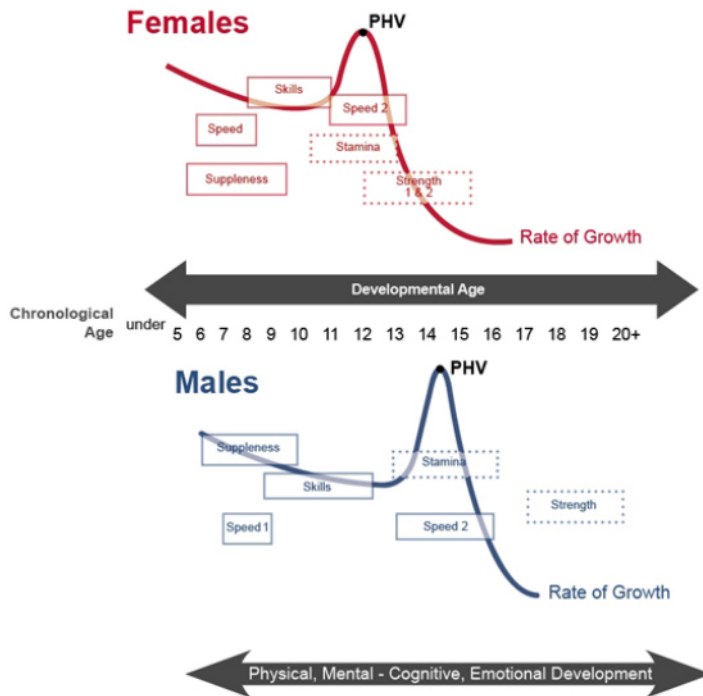 Females
PHV
Skills
Speed 2
Speed
Stamina
Suppleness
Strength
1 & 2
Rate of Growth
Developmental Age
Chronological
Age
under 5 6 7 8 9 10 11 12 13 14 15 16 17 18 19 20+
Males
PHV
Suppleness
Stamina
Skills
Strength
Speed 1
Speed 2
Rate of Growth
Physical, Mental - Cognitive, Emotional Development